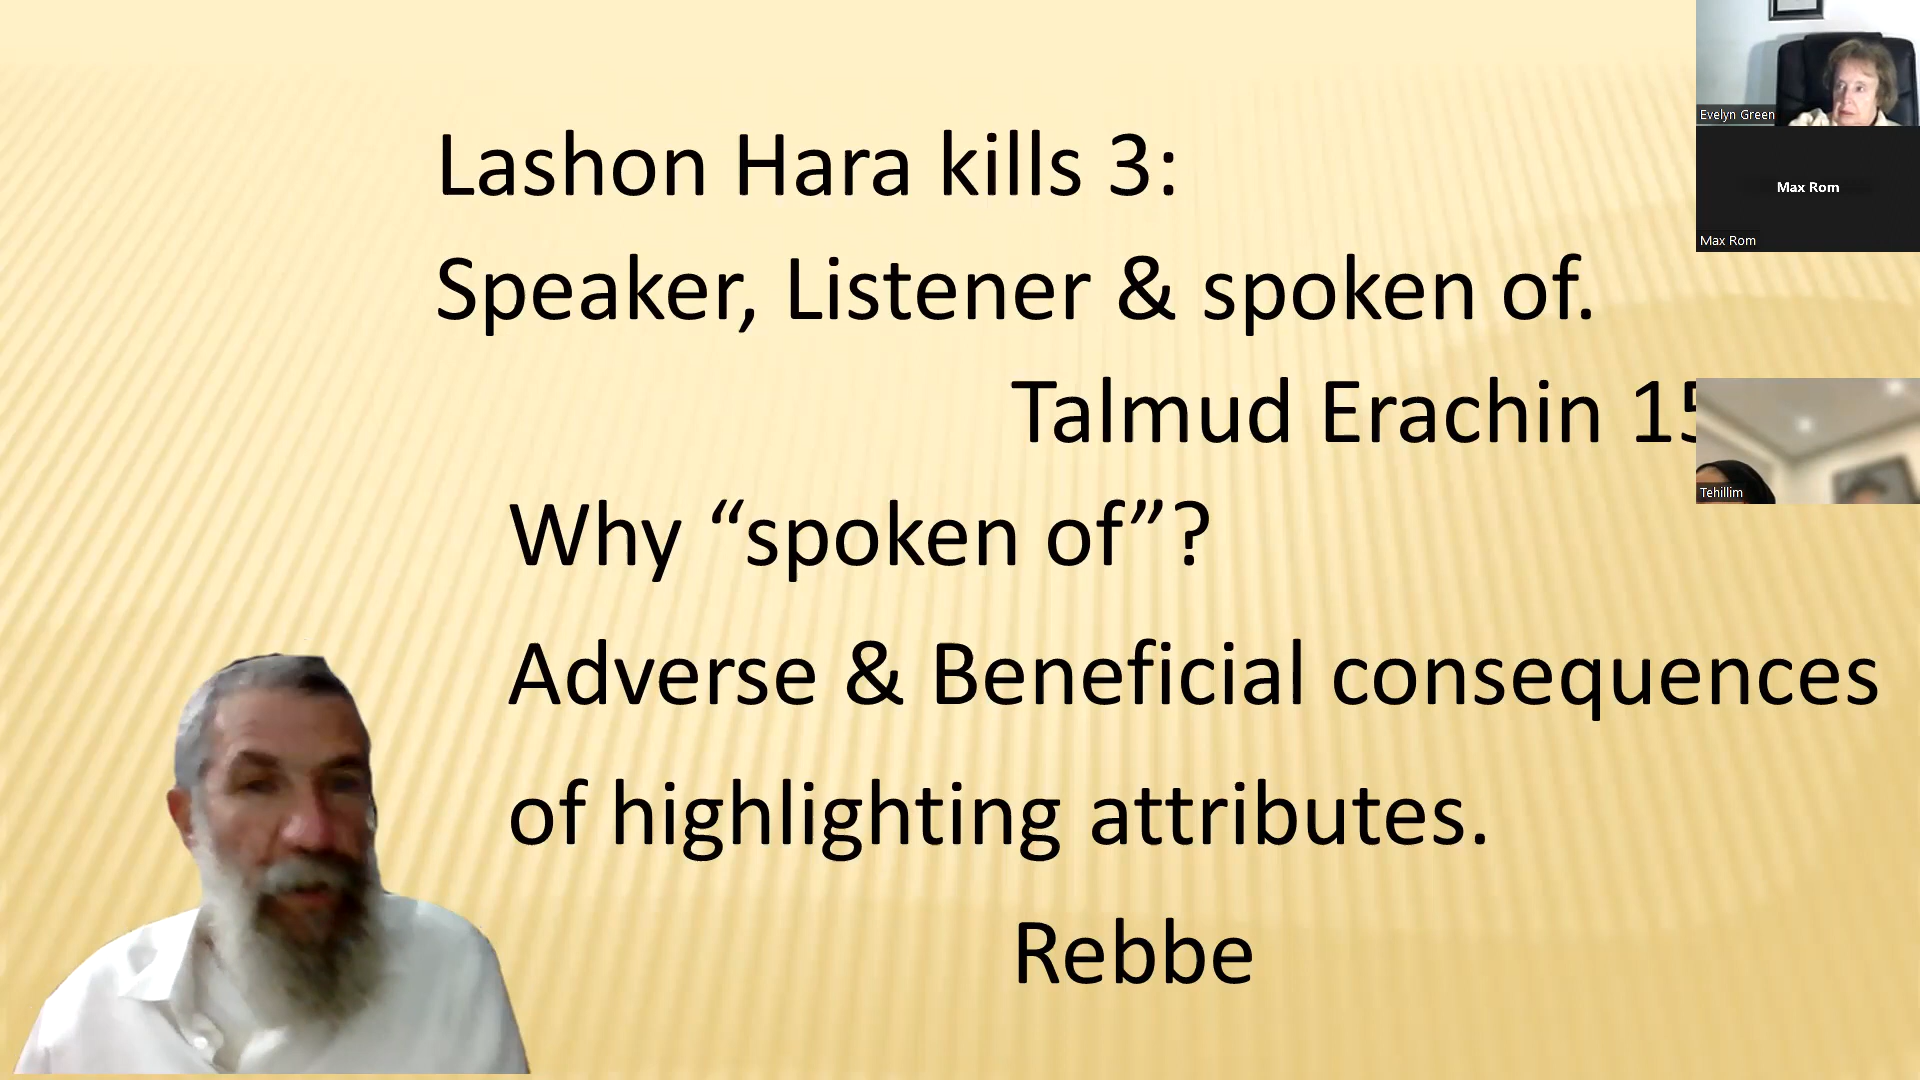 Lashon Hara kills 3:
Speaker, Listener & spoken of.
Talmud Erachin 15
Why “spoken of”?
Adverse & Beneficial consequences
of highlighting attributes.
Rebbe
Evelyn Green
Max Rom
Max Rom
Tehillim